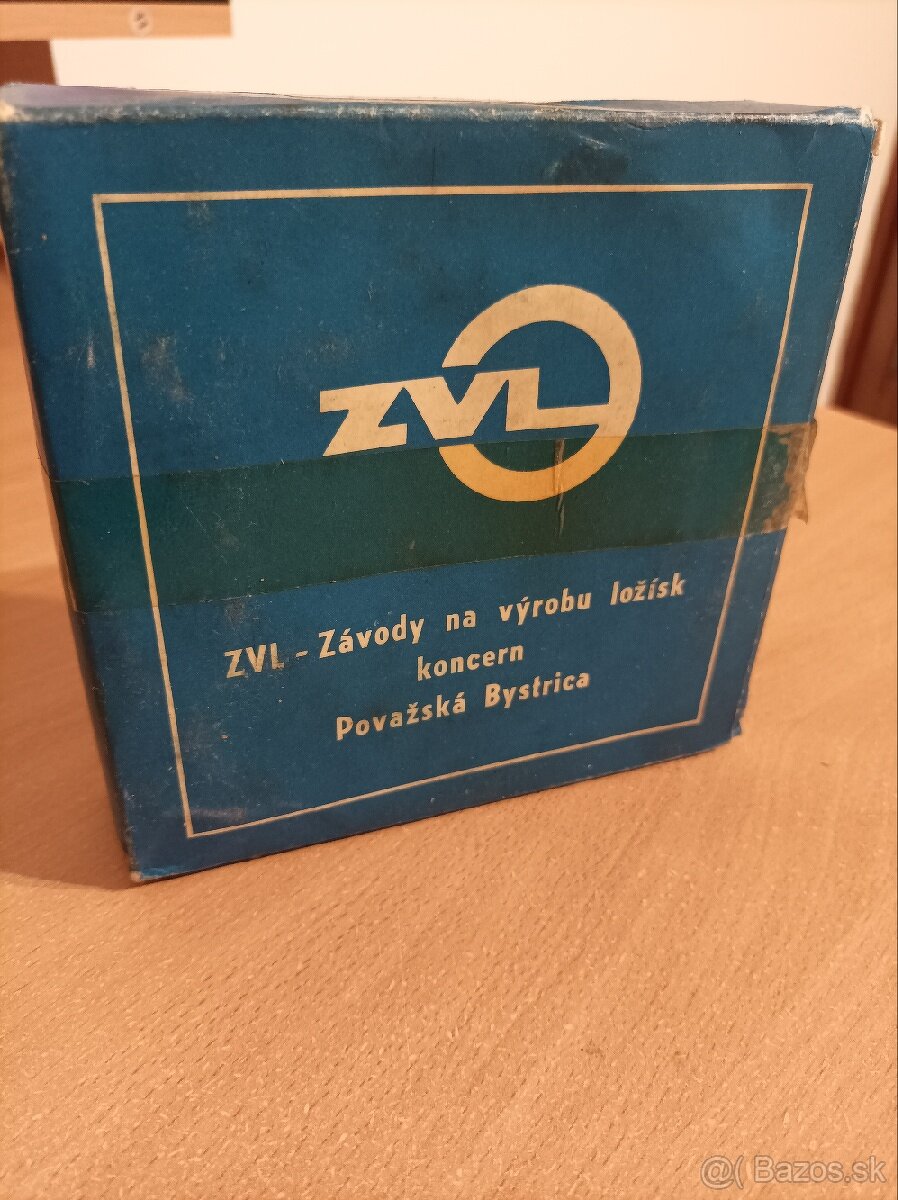 ZVL
ZVL - Závody na výrobu ložísk
koncern
Považská Bystrica
@( Bazos.sk